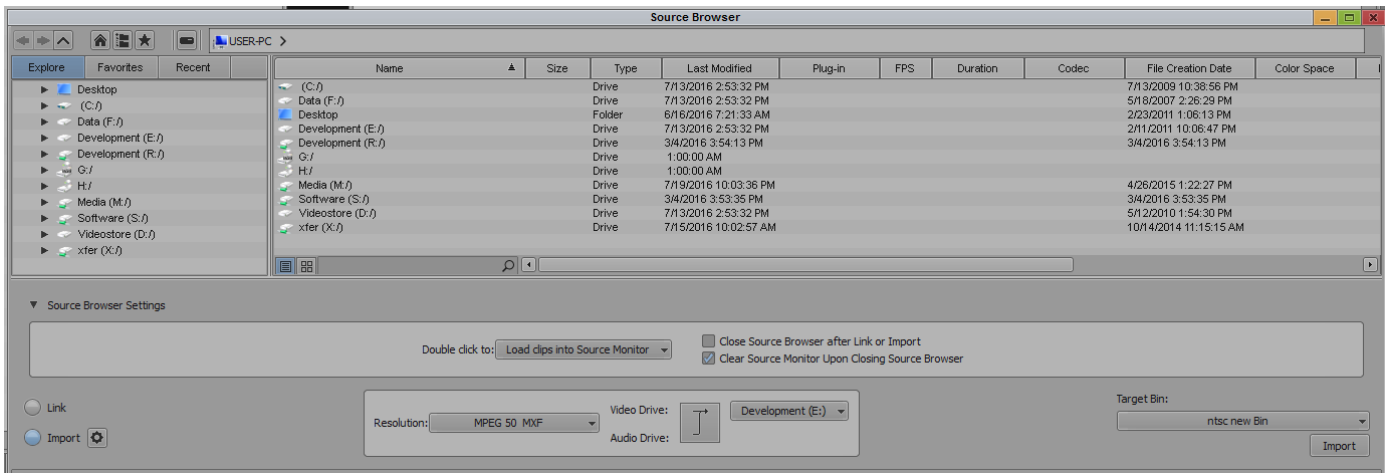 Source Browser
USER-PC >
Explore Favorites Recent
Desktop
(C:/)
Data (F:/)
Development (E:/)
Development (R:/)
G:/
H:/
Media (M:/)
Software (S:/)
Videostore (D:/)
xfer (X:/)
Name Size Type Last Modified Plug-in FPS Duration Codec File Creation Date Color Space
(C:/) Drive 7/13/2016 2:53:32 PM 7/13/2009 10:38:56 PM
Data (F:/) Drive 7/13/2016 2:53:32 PM 5/18/2007 2:26:29 PM
Desktop Folder 6/16/2016 7:21:33 AM 2/23/2011 1:06:13 PM
Development (E:/) Drive 7/13/2016 2:53:32 PM 2/11/2011 10:06:47 PM
Development (R:/) Drive 3/4/2016 3:54:13 PM 3/4/2016 3:54:13 PM
G:/ Drive 1:00:00 AM
H:/ Drive 1:00:00 AM
Media (M:/) Drive 7/19/2016 10:03:36 PM 4/26/2015 1:22:27 PM
Software (S:/) Drive 3/4/2016 3:53:35 PM 3/4/2016 3:53:35 PM
Videostore (D:/) Drive 7/13/2016 2:53:32 PM 5/12/2010 1:54:30 PM
xfer (X:/) Drive 7/15/2016 10:02:57 AM 10/14/2014 11:15:15 AM
Source Browser Settings
Double click to: Load clips into Source Monitor
Close Source Browser after Link or Import
Clear Source Monitor Upon Closing Source Browser
Link
Import
Resolution: MPEG 50 MXF
Video Drive: Development (E:)
Audio Drive:
Target Bin:
ntsc new Bin
Import